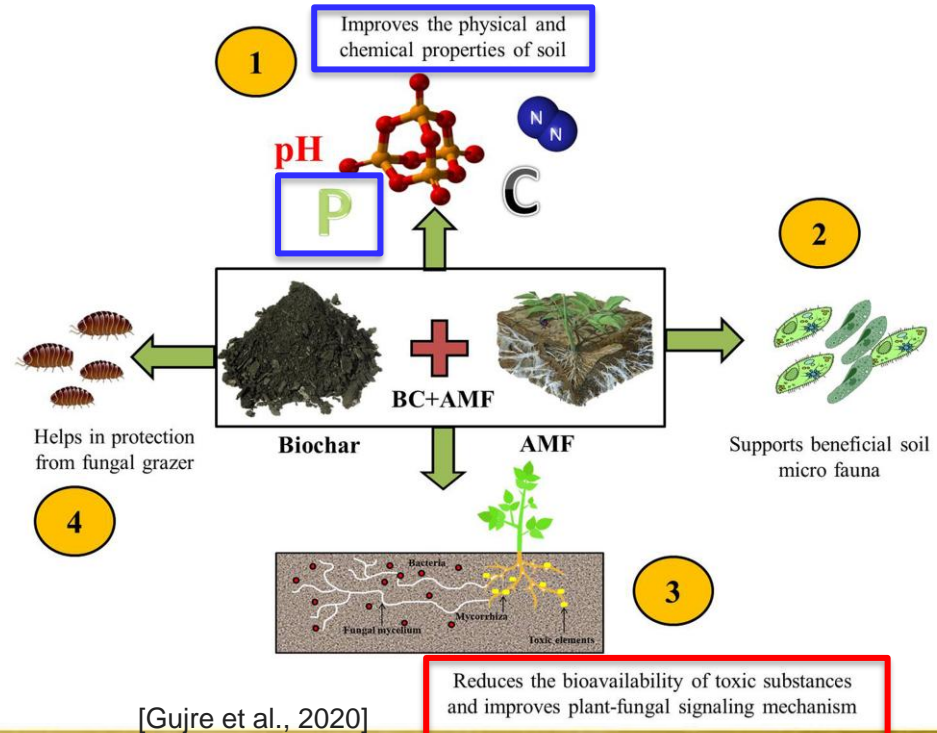 Improves the physical and
chemical properties of soil
1
pH
P
N
N
C
2
Supports beneficial soil
micro fauna
BC+AMF
Biochar
AMF
Helps in protection
from fungal grazer
4
Bacteria
Mycorrhiza
Fungal mycelium
Toxic elements
3
Reduces the bioavailability of toxic substances
and improves plant-fungal signaling mechanism
[Gujre et al., 2020]